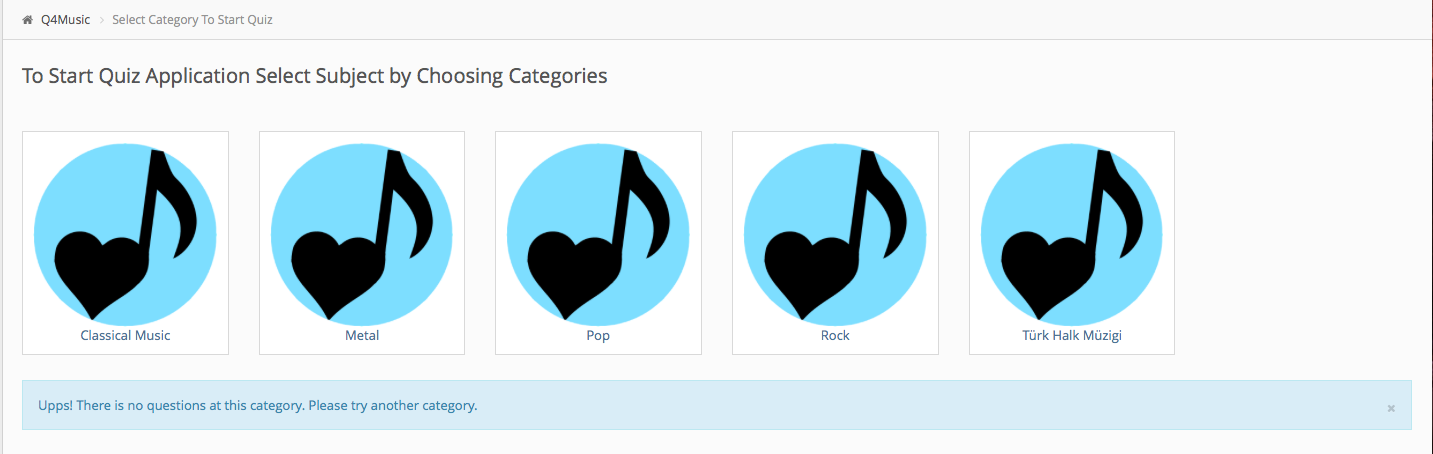 Q4Music > Select Category To Start Quiz
To Start Quiz Application Select Subject by Choosing Categories
Classical Music
Metal
Pop
Rock
Türk Halk Müzigi
Upps! There is no questions at this category. Please try another category. ×